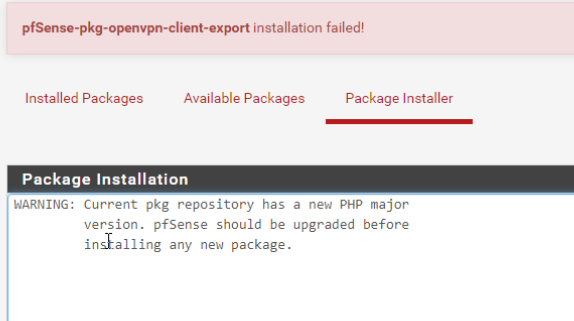 pfSense-pkg-openvpn-client-export installation failed!
Installed Packages Available Packages Package Installer
Package Installation
WARNING: Current pkg repository has a new PHP major
version. pfSense should be upgraded before
installing any new package.